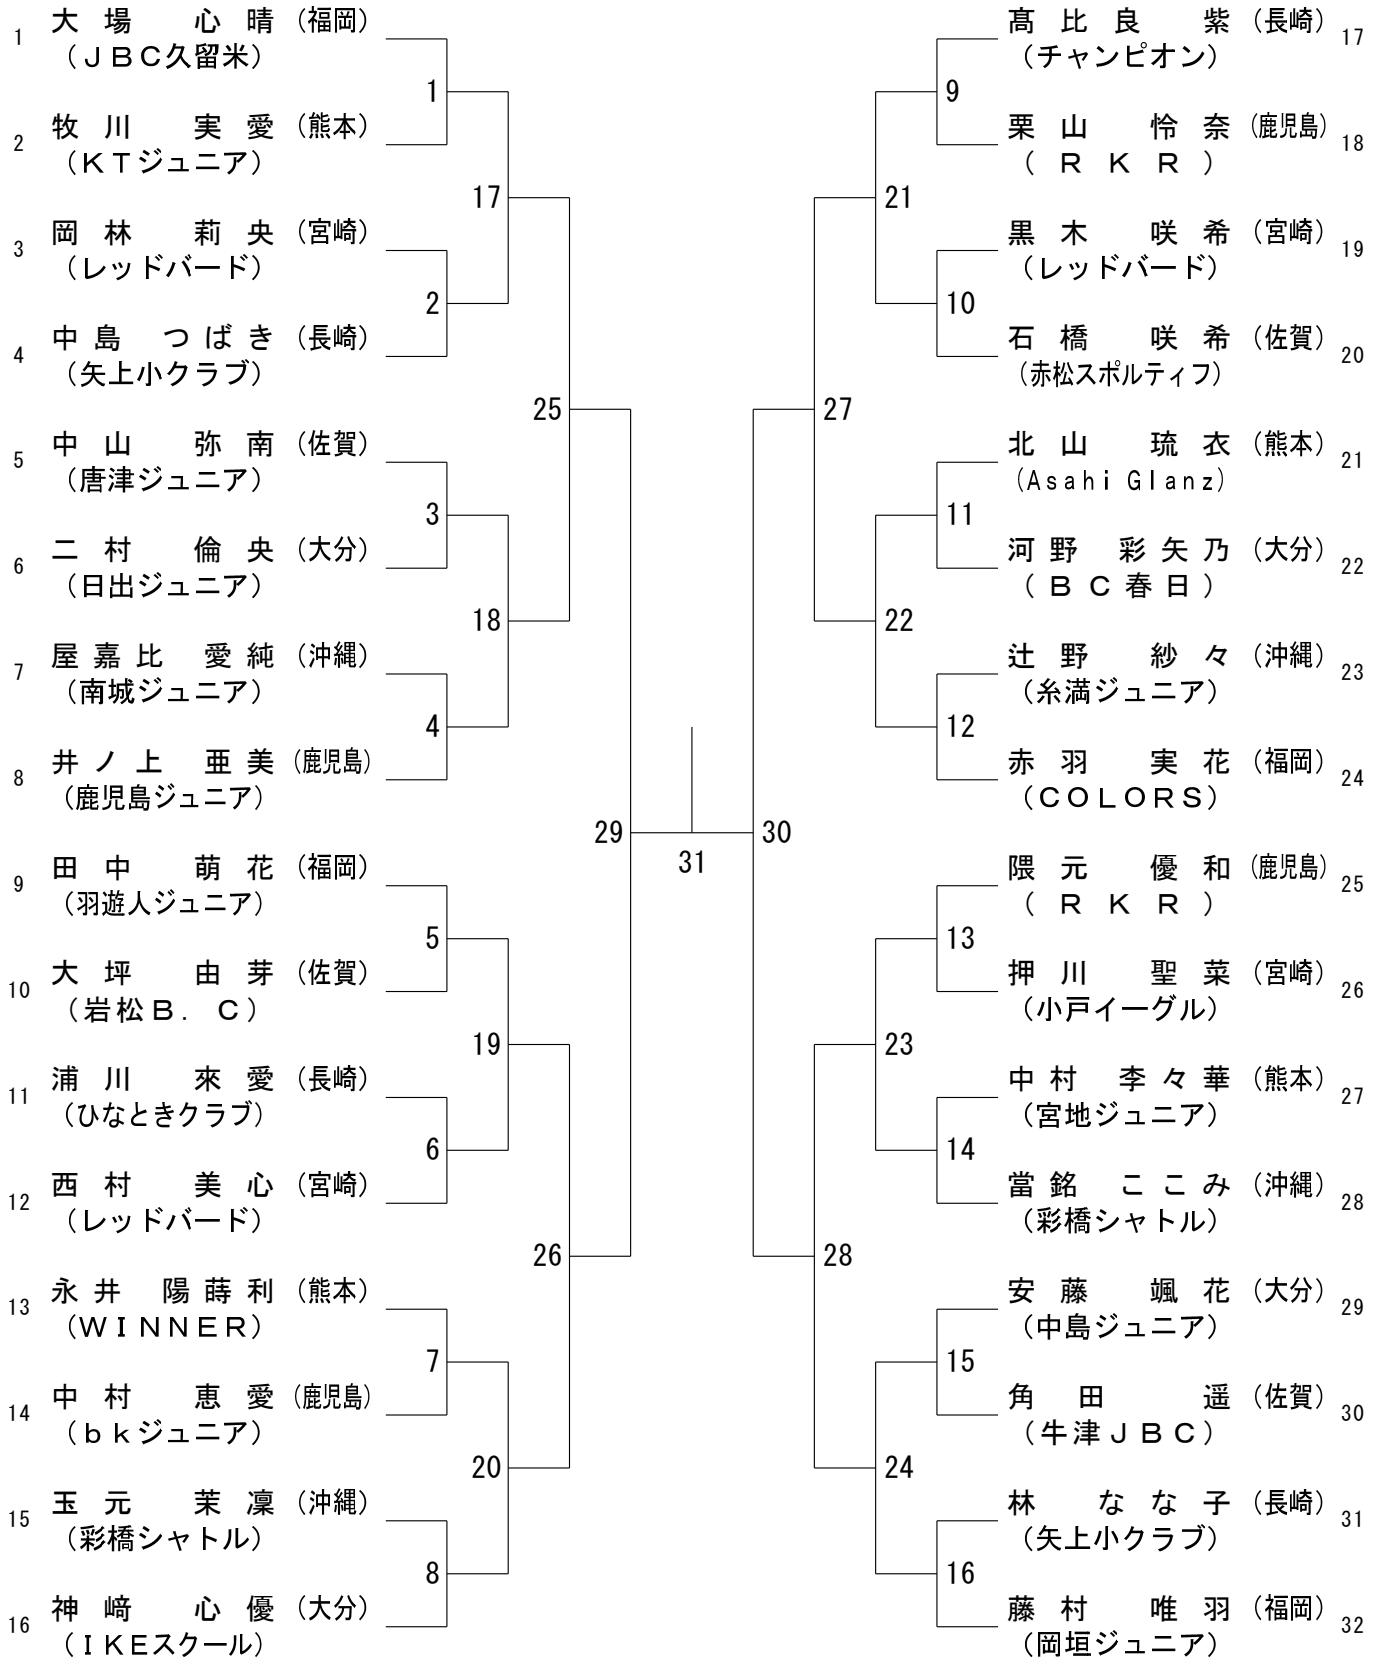 1 大場 心晴 (福岡)
(ＪＢＣ久留米)
1
2 牧川 実愛 (熊本)
(ＫＴジュニア)
17
3 岡林 莉央 (宮崎)
(レッドバード)
2
4 中島 つばき (長崎)
(矢上小クラブ)
25
5 中山 弥南 (佐賀)
(唐津ジュニア)
3
6 二村 倫央 (大分)
(日出ジュニア)
18
7 屋嘉比 愛純 (沖縄)
(南城ジュニア)
4
8 井ノ上 亜美 (鹿児島)
(鹿児島ジュニア)
29
9 田中 萌花 (福岡)
(羽遊人ジュニア)
5
10 大坪 由芽 (佐賀)
(岩松Ｂ．Ｃ)
19
11 浦川 來愛 (長崎)
(ひなときクラブ)
6
12 西村 美心 (宮崎)
(レッドバード)
26
13 永井 陽蒔利 (熊本)
(ＷＩＮＮＥＲ)
7
14 中村 恵愛 (鹿児島)
(ｂｋジュニア)
20
15 玉元 茉凜 (沖縄)
(彩橋シャトル)
8
16 神﨑 心優 (大分)
(ＩＫＥスクール)
31
髙比良 紫 (長崎) 17
(チャンピオン)
9
栗山 怜奈 (鹿児島) 18
(ＲＫＲ)
21
黒木 咲希 (宮崎) 19
(レッドバード)
10
石橋 咲希 (佐賀) 20
(赤松スポルティフ)
27
北山 琉衣 (熊本) 21
(Asahi Glanz)
11
河野 彩矢乃 (大分) 22
(ＢＣ春日)
22
辻野 紗々 (沖縄) 23
(糸満ジュニア)
12
赤羽 実花 (福岡) 24
(ＣＯＬＯＲＳ)
30
隈元 優和 (鹿児島) 25
(ＲＫＲ)
13
押川 聖菜 (宮崎) 26
(小戸イーグル)
23
中村 李々華 (熊本) 27
(宮地ジュニア)
14
當銘 ここみ (沖縄) 28
(彩橋シャトル)
28
安藤 颯花 (大分) 29
(中島ジュニア)
15
角田 遥 (佐賀) 30
(牛津ＪＢＣ)
24
林 なな子 (長崎) 31
(矢上小クラブ)
16
藤村 唯羽 (福岡) 32
(岡垣ジュニア)